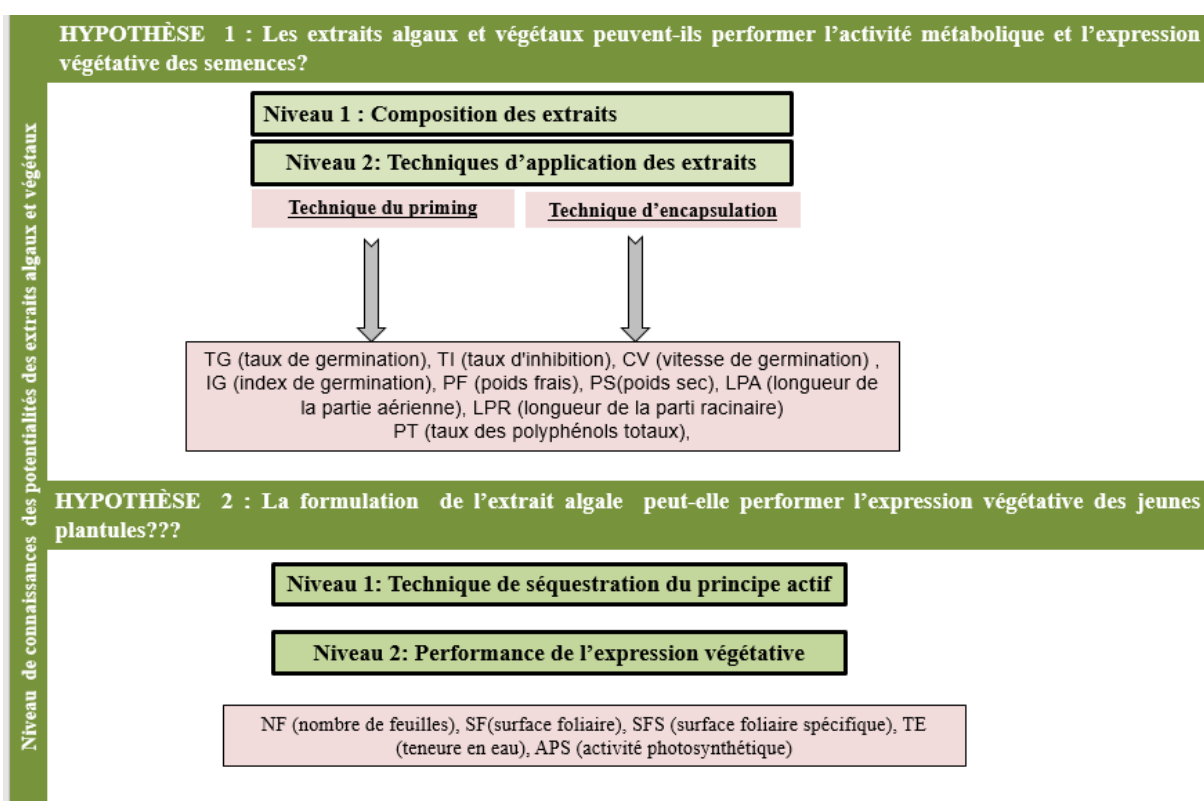 Niveau de connaissances des potentialités des extraits algaux et végétaux
HYPOTHÈSE 1 : Les extraits algaux et végétaux peuvent-ils performer l’activité métabolique et l’expression
végétative des semences?
Niveau 1 : Composition des extraits
Niveau 2: Techniques d’application des extraits
Technique du priming
Technique d’encapsulation
TG (taux de germination), TI (taux d'inhibition), CV (vitesse de germination) ,
IG (index de germination), PF (poids frais), PS(poids sec), LPA (longueur de
la partie aérienne), LPR (longueur de la parti racinaire)
PT (taux des polyphénols totaux),
HYPOTHÈSE 2 : La formulation de l’extrait algale peut-elle performer l’expression végétative des jeunes
plantules???
Niveau 1: Technique de séquestration du principe actif
Niveau 2: Performance de l’expression végétative
NF (nombre de feuilles), SF(surface foliaire), SFS (surface foliaire spécifique), TE
(teneure en eau), APS (activité photosynthétique)